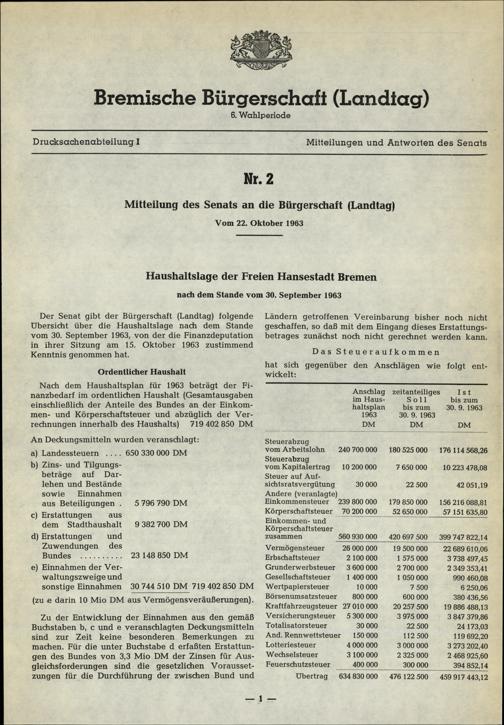 Bremische Bürgerschaft (Landtag)
6. Wahlperiode
Drucksachenabteilung I
Mitteilungen und Antworten des Senats
Nr. 2
Mitteilung des Senats an die Bürgerschaft (Landtag)
Vom 22. Oktober 1963
Haushaltslage der Freien Hansestadt Bremen
nach dem Stande vom 30. September 1963
Der Senat gibt der Bürgerschaft (Landtag) folgende
Übersicht über die Haushaltslage nach dem Stande
vom 30. September 1963, von der die Finanzdeputation
in ihrer Sitzung am 15. Oktober 1963 zustimmend
Kenntnis genommen hat.
Ordentlicher Haushalt
Nach dem Haushaltsplan für 1963 beträgt der Fi-
nanzbedarf im ordentlichen Haushalt (Gesamtausgaben
einschließlich der Anteile des Bundes an der Einkom-
men- und Körperschaftsteuer und abzüglich der Ver-
rechnungen innerhalb des Haushalts) 719 402 850 DM
An Deckungsmitteln wurden veranschlagt:
a) Landessteuern .... 650 330 000 DM
b) Zins- und Tilgungs-
beträge auf Dar-
lehen und Bestände
sowie Einnahmen
aus Beteiligungen . 5 796 790 DM
c) Erstattungen aus
dem Stadthaushalt 9 382 700 DM
d) Erstattungen und
Zuwendungen des
Bundes .......... 23 148 850 DM
e) Einnahmen der Ver-
waltungszweige und
sonstige Einnahmen 30 744 510 DM 719 402 850 DM
(zu e darin 10 Mio DM aus Vermögensveräußerungen).
Zu der Entwicklung der Einnahmen aus den gemäß
Buchstaben b, c und e veranschlagten Deckungsmitteln
sind zur Zeit keine besonderen Bemerkungen zu
machen. Für die unter Buchstabe d erfaßten Erstattun-
gen des Bundes von 3,3 Mio DM der Zinsen für Aus-
gleichsforderungen sind die gesetzlichen Vorausset-
zungen für die Durchführung der zwischen Bund und
Ländern getroffenen Vereinbarung bisher noch nicht
geschaffen, so daß mit dem Eingang dieses Erstattungs-
betrages zunächst noch nicht gerechnet werden kann.
Das Steueraufkommen
hat sich gegenüber den Anschlägen wie folgt ent-
wickelt:
Anschlag zeitanteiliges Ist
im Haus- Soll bis zum
haltsplan bis zum 30. 9. 1963
1963 30. 9. 1963
DM DM DM
Steuerabzug
vom Arbeitslohn 240 700 000 180 525 000 176 114 568,26
Steuerabzug
vom Kapitalertrag 10 200 000 7 650 000 10 223 478,08
Steuer auf Auf-
sichtsratsvergütung 30 000 22 500 42 051,19
Andere (veranlagte)
Einkommensteuer 239 800 000 179 850 000 156 216 088,81
Körperschaftsteuer 70 200 000 52 650 000 57 151 635,80
Einkommen- und
Körperschaftsteuer
zusammen 560 930 000 420 697 500 399 747 822,14
Vermögensteuer 26 000 000 19 500 000 22 689 610,06
Erbschaftsteuer 2 100 000 1 575 000 3 738 497,45
Grunderwerbsteuer 3 600 000 2 700 000 2 349 353,41
Gesellschaftsteuer 1 400 000 1 050 000 990 460,08
Wertpapiersteuer 10 000 7 500 6 250,06
Börsenumsatzsteuer 800 000 600 000 380 436,56
Kraftfahrzeugsteuer 27 010 000 20 257 500 19 886 488,13
Versicherungsteuer 5 300 000 3 975 000 3 847 379,86
Totalisatorsteuer 30 000 22 500 24 173,03
And. Rennwettsteuer 150 000 112 500 119 692,20
Lotteriesteuer 4 000 000 3 000 000 3 273 202,40
Wechselsteuer 3 100 000 2 325 000 2 468 925,60
Feuerschutzsteuer 400 000 300 000 394 852,14
Übertrag 634 830 000 476 122 500 459 917 443,12
— 1 —